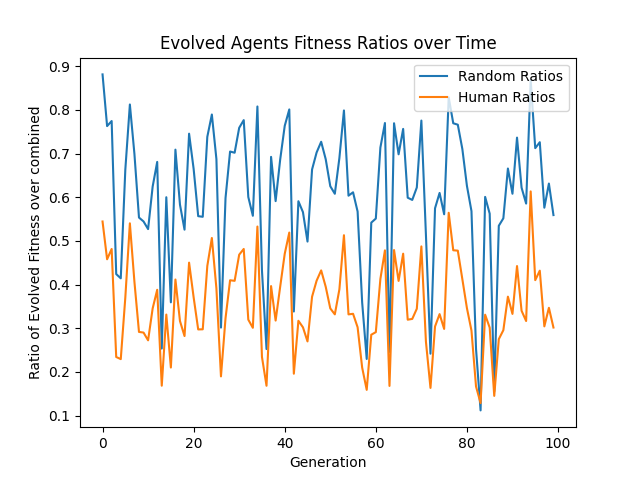 Evolved Agents Fitness Ratios over Time
Random Ratios
Human Ratios
Ratio of Evolved Fitness over combined
0.9
0.8
0.7
0.6
0.5
0.4
0.3
0.2
0.1
0 20 40 60 80 100
Generation